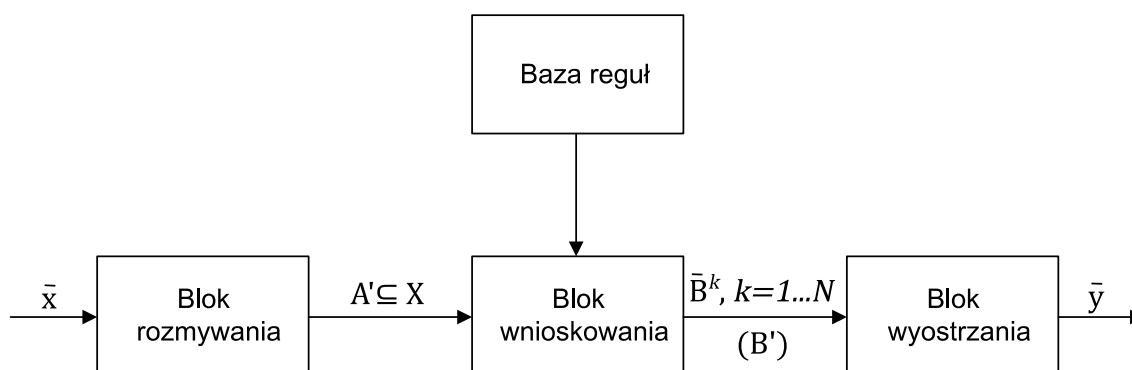 Baza reguł
x̄
Blok
rozmywania
A'⊆ X
Blok
wnioskowania
B̄ᵏ, k=1...N
(B')
Blok
wyostrzania
ȳ